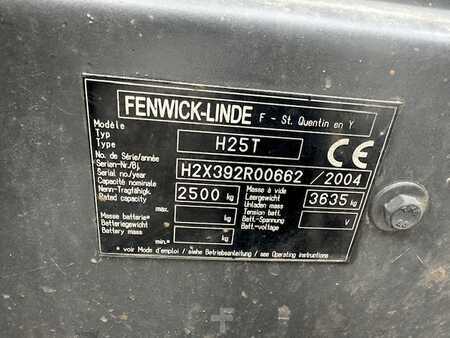 FENWICK-LINDE F - St. Quentin en Y
Modèle
Typ
Type
H25T
CE
No de Série/année
Serien-Nr./Bj.
Serial no./year
H2X392R00662 / 2004
Capacité nominale
Nenn-Tragfähigk.
Rated capacity
2500 kg
Masse à vide
Leergewicht
Unladen mass
3635 kg
Masse batterie*
Batteriegewicht
Battery mass
max.* kg
min.* kg
Tension batt.
Batt.-Spannung
Batt.-voltage
V
* voir Mode d'emploi / siehe Betriebsanleitung / see Operating instructions